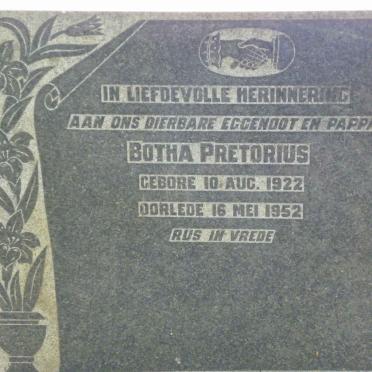 IN LIEFDEVOLLE HERINNERING
AAN ONS DIERBARE EGGENOOT EN PAPP
BOTHA PRETORIUS
GEBORE 10 AUG. 1922
OORLEDE 16 MEI 1952
RUS IN VREDE